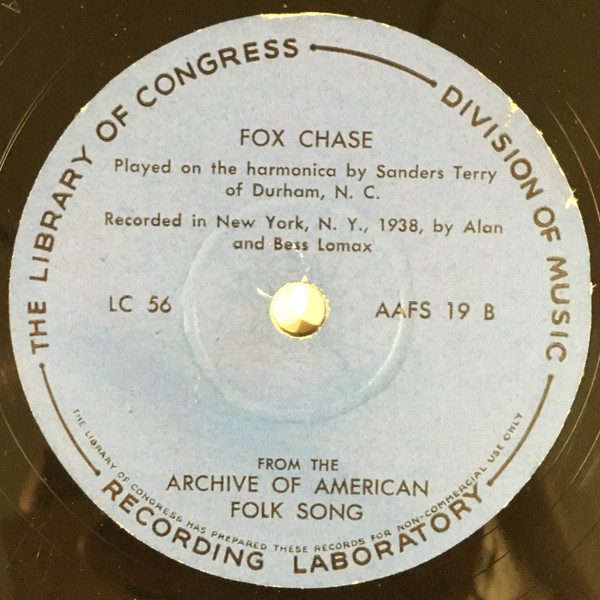 THE LIBRARY OF CONGRESS
DIVISION OF MUSIC
FOX CHASE
Played on the harmonica by Sanders Terry
of Durham, N. C.
Recorded in New York, N. Y., 1938, by Alan
and Bess Lomax
LC 56
AAFS 19 B
FROM THE
ARCHIVE OF AMERICAN
FOLK SONG
THE LIBRARY OF CONGRESS HAS PREPARED THESE RECORDS FOR NON-COMMERCIAL USE ONLY
RECORDING LABORATORY